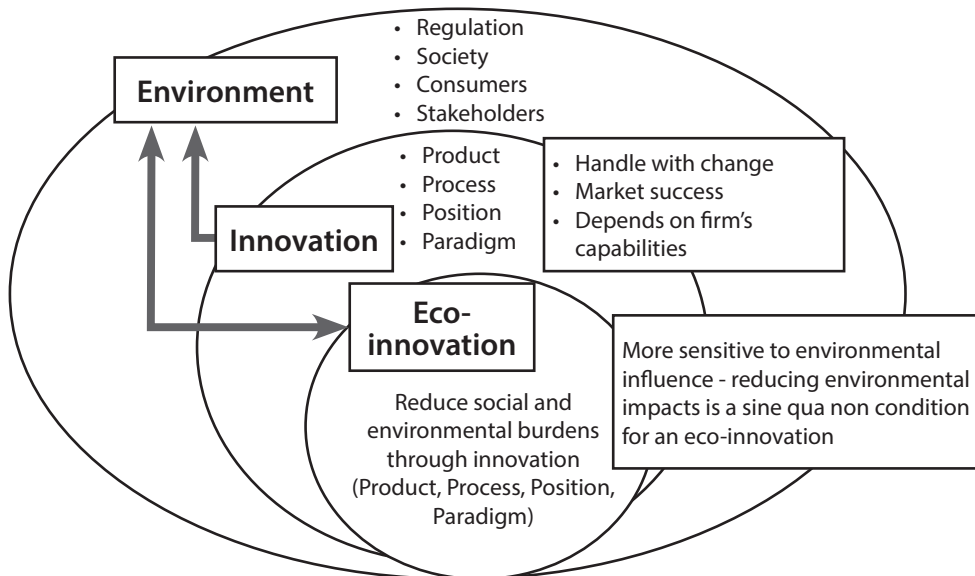 • Regulation
• Society
• Consumers
• Stakeholders
Environment
• Product
• Process
• Position
• Paradigm
• Handle with change
• Market success
• Depends on firm's
capabilities
Innovation
Eco-
innovation
More sensitive to environmental
influence - reducing environmental
impacts is a sine qua non condition
for an eco-innovation
Reduce social and
environmental burdens
through innovation
(Product, Process, Position,
Paradigm)